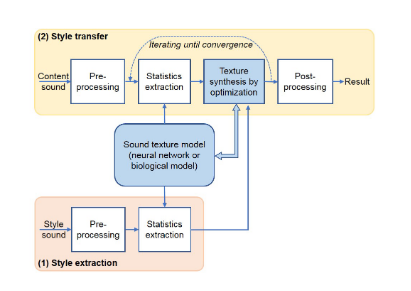 (2) Style transfer
Iterating until convergence
Content
sound
Pre-
processing
Statistics
extraction
Texture
synthesis by
optimization
Post-
processing
Result
Sound texture model
(neural network or
biological model)
Style
sound
Pre-
processing
Statistics
extraction
(1) Style extraction